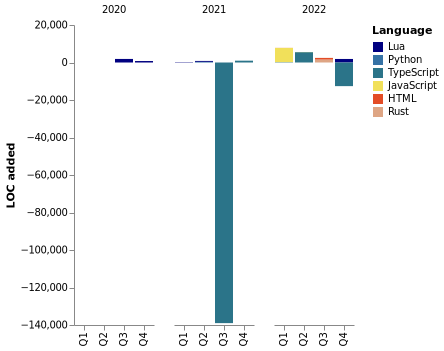 2020 2021 2022
20,000
0
−20,000
−40,000
−60,000
−80,000
−100,000
−120,000
−140,000
LOC added
Q1 Q2 Q3 Q4 Q1 Q2 Q3 Q4 Q1 Q2 Q3 Q4
Language
Lua
Python
TypeScript
JavaScript
HTML
Rust